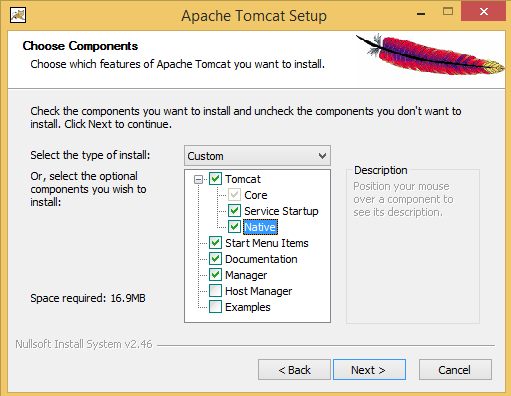 Apache Tomcat Setup
Choose Components
Choose which features of Apache Tomcat you want to install.
Check the components you want to install and uncheck the components you don't want to
install. Click Next to continue.
Select the type of install:
Custom
Or, select the optional
components you wish to
install:
Tomcat
Core
Service Startup
Native
Start Menu Items
Documentation
Manager
Host Manager
Examples
Description
Position your mouse
over a component to
see its description.
Space required: 16.9MB
Nullsoft Install System v2.46
< Back
Next >
Cancel